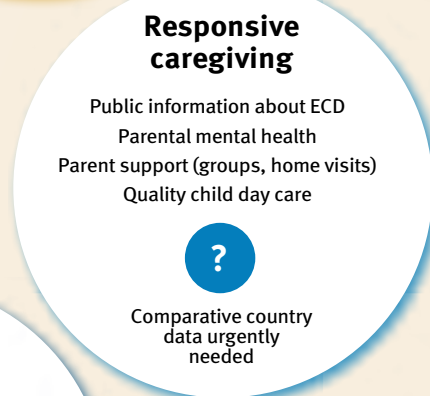 Responsive
caregiving
Public information about ECD
Parental mental health
Parent support (groups, home visits)
Quality child day care
?
Comparative country
data urgently
needed